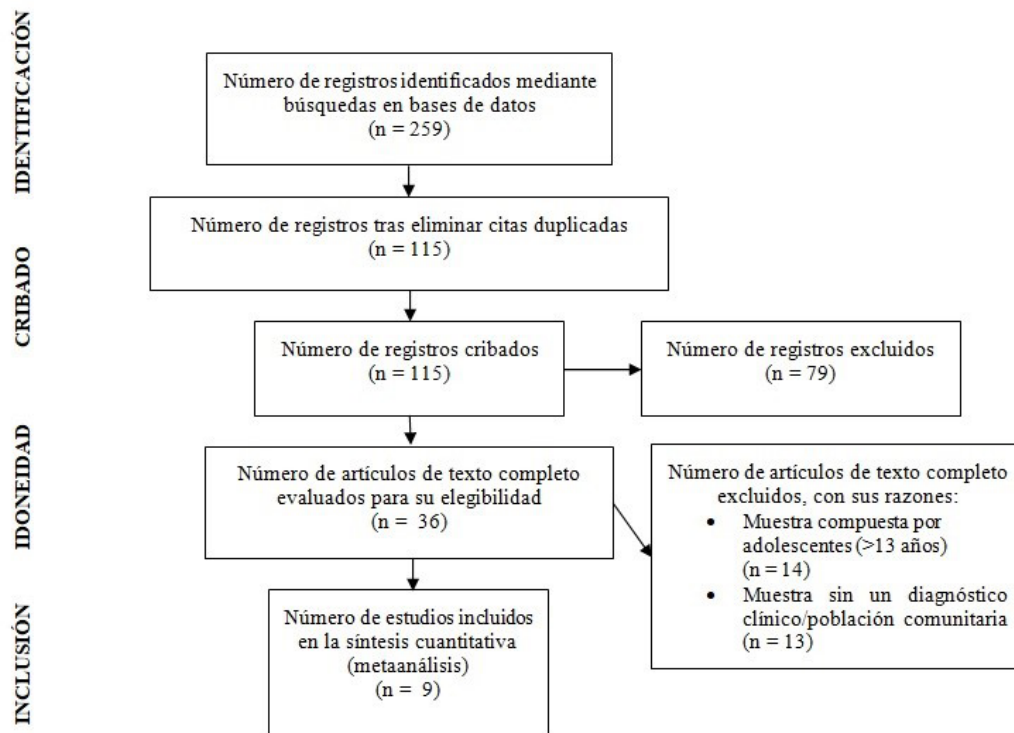 IDENTIFICACIÓN
Número de registros identificados mediante
búsquedas en bases de datos
(n = 259)
Número de registros tras eliminar citas duplicadas
(n = 115)
CRIBADO
Número de registros cribados
(n = 115)
Número de registros excluidos
(n = 79)
IDONEIDAD
Número de artículos de texto completo
evaluados para su elegibilidad
(n = 36)
Número de artículos de texto completo
excluidos, con sus razones:
• Muestra compuesta por
adolescentes (>13 años)
(n = 14)
• Muestra sin un diagnóstico
clínico/población comunitaria
(n = 13)
INCLUSIÓN
Número de estudios incluidos
en la síntesis cuantitativa
(metaanálisis)
(n = 9)